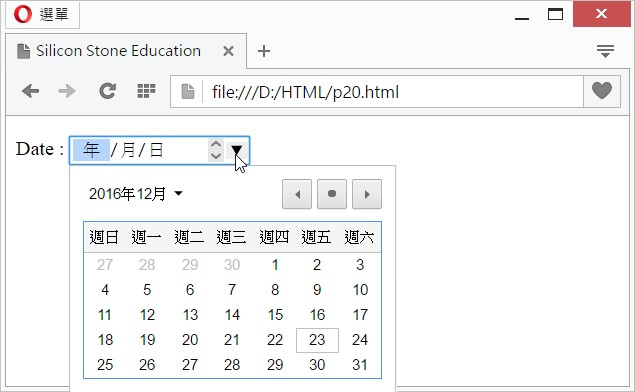 選單
Silicon Stone Education
file:///D:/HTML/p20.html
Date : 年 /月/日
2016年12月
週日 週一 週二 週三 週四 週五 週六
27 28 29 30 1 2 3
4 5 6 7 8 9 10
11 12 13 14 15 16 17
18 19 20 21 22 23 24
25 26 27 28 29 30 31